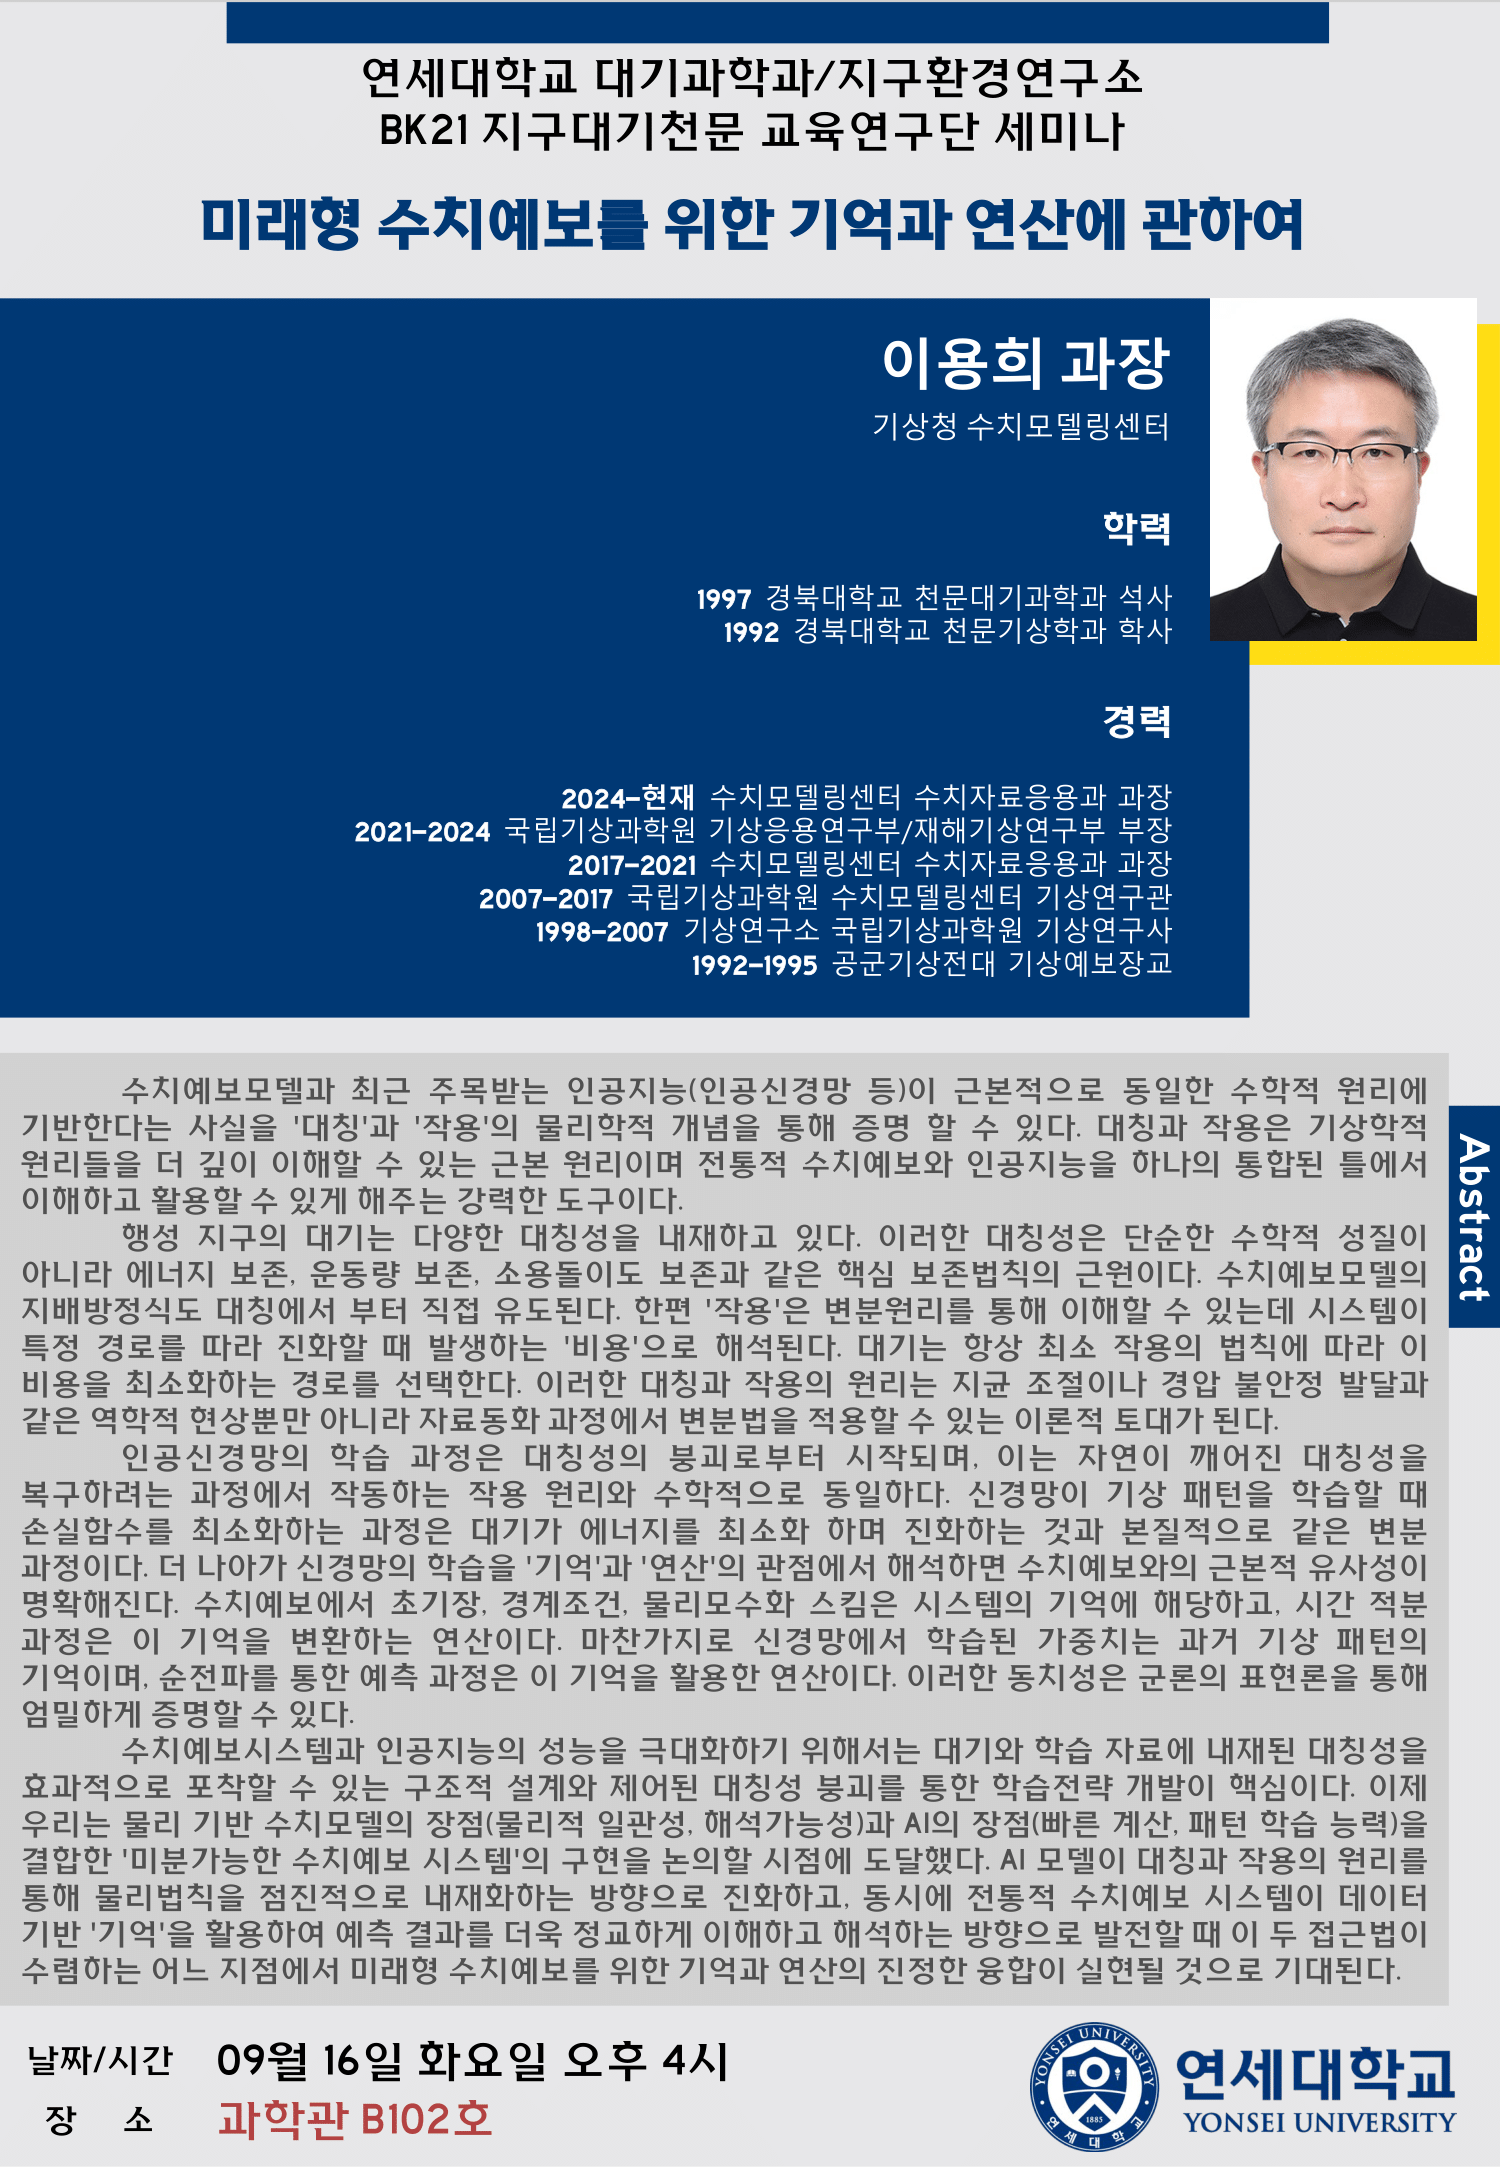 연세대학교 대기과학과/지구환경연구소
BK21 지구대기천문 교육연구단 세미나
미래형 수치예보를 위한 기억과 연산에 관하여
이용희 과장
기상청 수치모델링센터
학력
1997 경북대학교 천문대기과학과 석사
1992 경북대학교 천문기상학과 학사
경력
2024-현재 수치모델링센터 수치자료응용과 과장
2021-2024 국립기상과학원 기상응용연구부/재해기상연구부 부장
2017-2021 수치모델링센터 수치자료응용과 과장
2007-2017 국립기상과학원 수치모델링센터 기상연구관
1998-2007 기상연구소 국립기상과학원 기상연구사
1992-1995 공군기상전대 기상예보장교
Abstract
수치예보모델과 최근 주목받는 인공지능(인공신경망 등)이 근본적으로 동일한 수학적 원리에
기반한다는 사실을 '대칭'과 '작용'의 물리학적 개념을 통해 증명 할 수 있다. 대칭과 작용은 기상학적
원리들을 더 깊이 이해할 수 있는 근본 원리이며 전통적 수치예보와 인공지능을 하나의 통합된 틀에서
이해하고 활용할 수 있게 해주는 강력한 도구이다.
행성 지구의 대기는 다양한 대칭성을 내재하고 있다. 이러한 대칭성은 단순한 수학적 성질이
아니라 에너지 보존, 운동량 보존, 소용돌이도 보존과 같은 핵심 보존법칙의 근원이다. 수치예보모델의
지배방정식도 대칭에서 부터 직접 유도된다. 한편 '작용'은 변분원리를 통해 이해할 수 있는데 시스템이
특정 경로를 따라 진화할 때 발생하는 '비용'으로 해석된다. 대기는 항상 최소 작용의 법칙에 따라 이
비용을 최소화하는 경로를 선택한다. 이러한 대칭과 작용의 원리는 지균 조절이나 경압 불안정 발달과
같은 역학적 현상뿐만 아니라 자료동화 과정에서 변분법을 적용할 수 있는 이론적 토대가 된다.
인공신경망의 학습 과정은 대칭성의 붕괴로부터 시작되며, 이는 자연이 깨어진 대칭성을
복구하려는 과정에서 작동하는 작용 원리와 수학적으로 동일하다. 신경망이 기상 패턴을 학습할 때
손실함수를 최소화하는 과정은 대기가 에너지를 최소화 하며 진화하는 것과 본질적으로 같은 변분
과정이다. 더 나아가 신경망의 학습을 '기억'과 '연산'의 관점에서 해석하면 수치예보와의 근본적 유사성이
명확해진다. 수치예보에서 초기장, 경계조건, 물리모수화 스킴은 시스템의 기억에 해당하고, 시간 적분
과정은 이 기억을 변환하는 연산이다. 마찬가지로 신경망에서 학습된 가중치는 과거 기상 패턴의
기억이며, 순전파를 통한 예측 과정은 이 기억을 활용한 연산이다. 이러한 동치성은 군론의 표현론을 통해
엄밀하게 증명할 수 있다.
수치예보시스템과 인공지능의 성능을 극대화하기 위해서는 대기와 학습 자료에 내재된 대칭성을
효과적으로 포착할 수 있는 구조적 설계와 제어된 대칭성 붕괴를 통한 학습전략 개발이 핵심이다. 이제
우리는 물리 기반 수치모델의 장점(물리적 일관성, 해석가능성)과 AI의 장점(빠른 계산, 패턴 학습 능력)을
결합한 '미분가능한 수치예보 시스템'의 구현을 논의할 시점에 도달했다. AI 모델이 대칭과 작용의 원리를
통해 물리법칙을 점진적으로 내재화하는 방향으로 진화하고, 동시에 전통적 수치예보 시스템이 데이터
기반 '기억'을 활용하여 예측 결과를 더욱 정교하게 이해하고 해석하는 방향으로 발전할 때 이 두 접근법이
수렴하는 어느 지점에서 미래형 수치예보를 위한 기억과 연산의 진정한 융합이 실현될 것으로 기대된다.
날짜/시간 09월 16일 화요일 오후 4시
장 소 과학관 B102호
YONSEI UNIVERSITY
1885
연세대학교
연세대학교
YONSEI UNIVERSITY